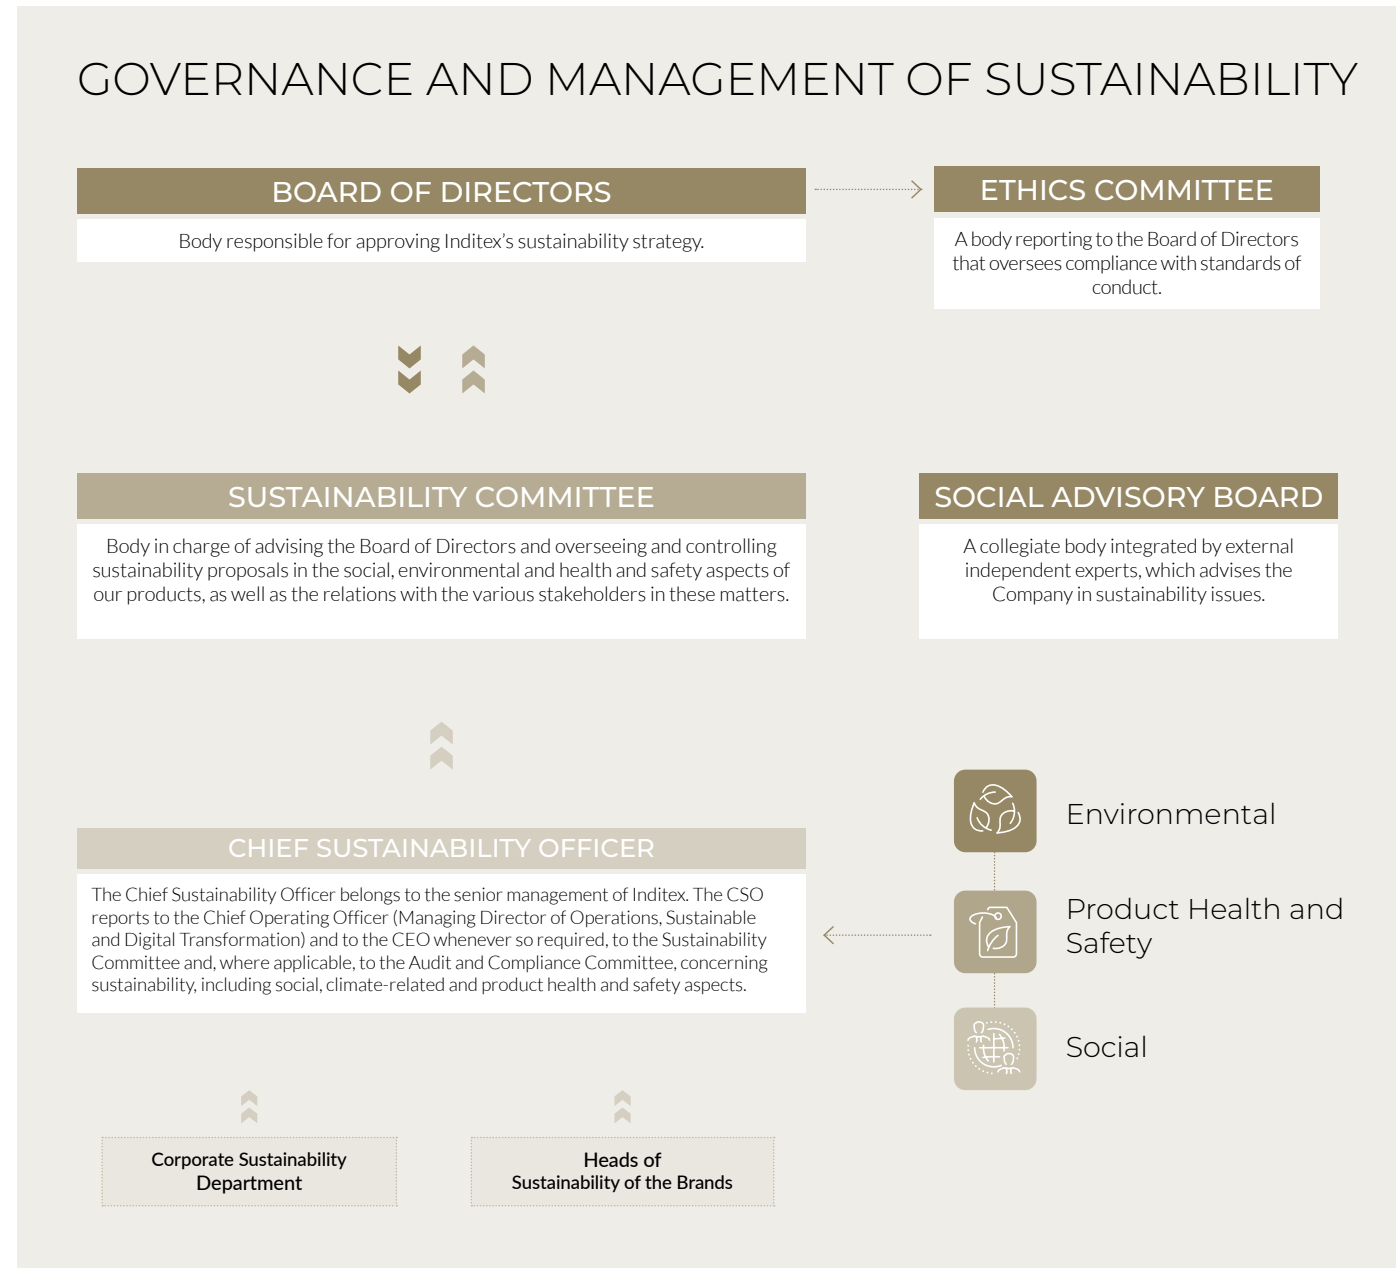 GOVERNANCE AND MANAGEMENT OF SUSTAINABILITY
BOARD OF DIRECTORS
Body responsible for approving Inditex’s sustainability strategy.
ETHICS COMMITTEE
A body reporting to the Board of Directors
that oversees compliance with standards of
conduct.
SUSTAINABILITY COMMITTEE
Body in charge of advising the Board of Directors and overseeing and controlling
sustainability proposals in the social, environmental and health and safety aspects of
our products, as well as the relations with the various stakeholders in these matters.
SOCIAL ADVISORY BOARD
A collegiate body integrated by external
independent experts, which advises the
Company in sustainability issues.
CHIEF SUSTAINABILITY OFFICER
The Chief Sustainability Officer belongs to the senior management of Inditex. The CSO
reports to the Chief Operating Officer (Managing Director of Operations, Sustainable
and Digital Transformation) and to the CEO whenever so required, to the Sustainability
Committee and, where applicable, to the Audit and Compliance Committee, concerning
sustainability, including social, climate-related and product health and safety aspects.
Environmental
Product Health and
Safety
Social
Corporate Sustainability
Department
Heads of
Sustainability of the Brands